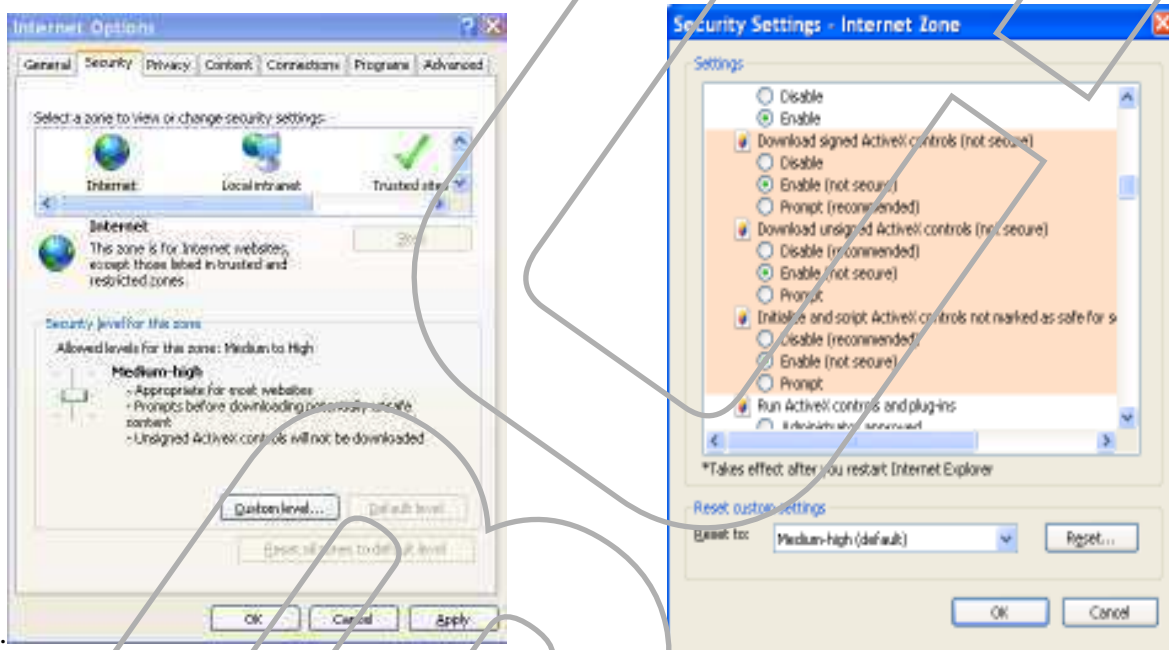 Internet Options
General Security Privacy Content Connections Programs Advanced
Select a zone to view or change security settings.
Internet Local intranet Trusted sites
Internet
This zone is for Internet websites,
except those listed in trusted and
restricted zones.
Sites
Security level for this zone
Allowed levels for this zone: Medium to High
Medium-high
- Appropriate for most websites
- Prompts before downloading potentially unsafe
content
- Unsigned ActiveX controls will not be downloaded
Custom level... Default level
Reset all zones to default level
OK Cancel Apply
.
Security Settings - Internet Zone
Settings
Disable
Enable
Download signed ActiveX controls (not secure)
Disable
Enable (not secure)
Prompt (recommended)
Download unsigned ActiveX controls (not secure)
Disable (recommended)
Enable (not secure)
Prompt
Initialize and script ActiveX controls not marked as safe for s
Disable (recommended)
Enable (not secure)
Prompt
Run ActiveX controls and plug-ins
Administrator approved
*Takes effect after you restart Internet Explorer
Reset custom settings
Reset to: Medium-high (default) Reset...
OK Cancel